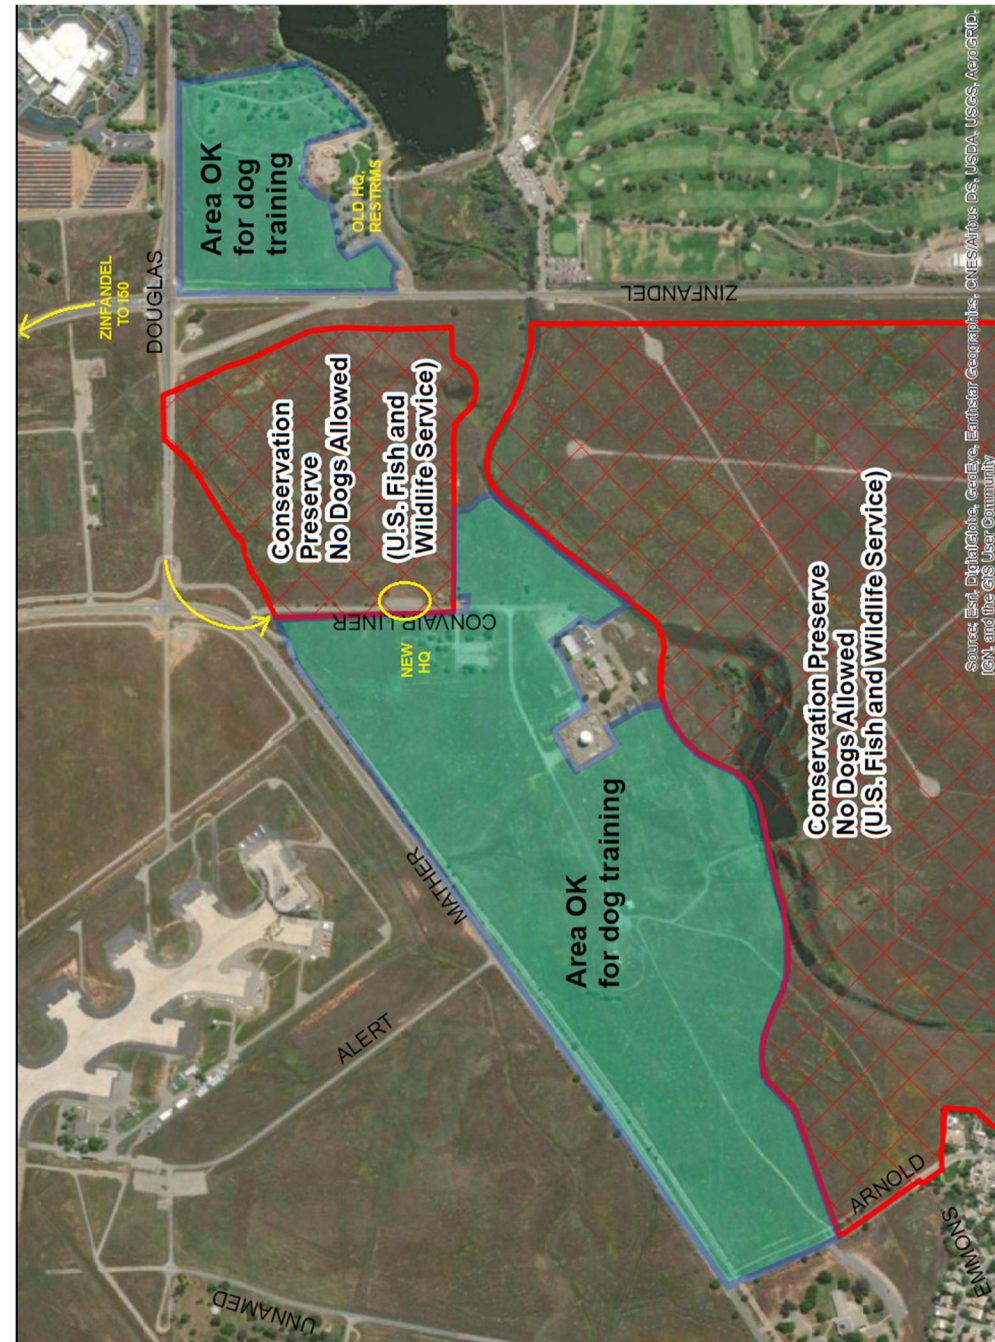 ZINFANDEL
TO I50
DOUGLAS
Area OK
for dog
training
OLD HQ,
RESTRMS
ZINFANDEL
Conservation
Preserve
No Dogs Allowed
(U.S. Fish and
Wildlife Service)
CONVAIR LINER
NEW
HQ
MATHER
ALERT
Area OK
for dog training
Conservation Preserve
No Dogs Allowed
(U.S. Fish and Wildlife Service)
ARNOLD
EMMONS
UNNAMED
Source: Esri, DigitalGlobe, GeoEye, Earthstar Geographics, CNES/Airbus DS, USDA, USGS, AeroGRID,
IGN, and the GIS User Community